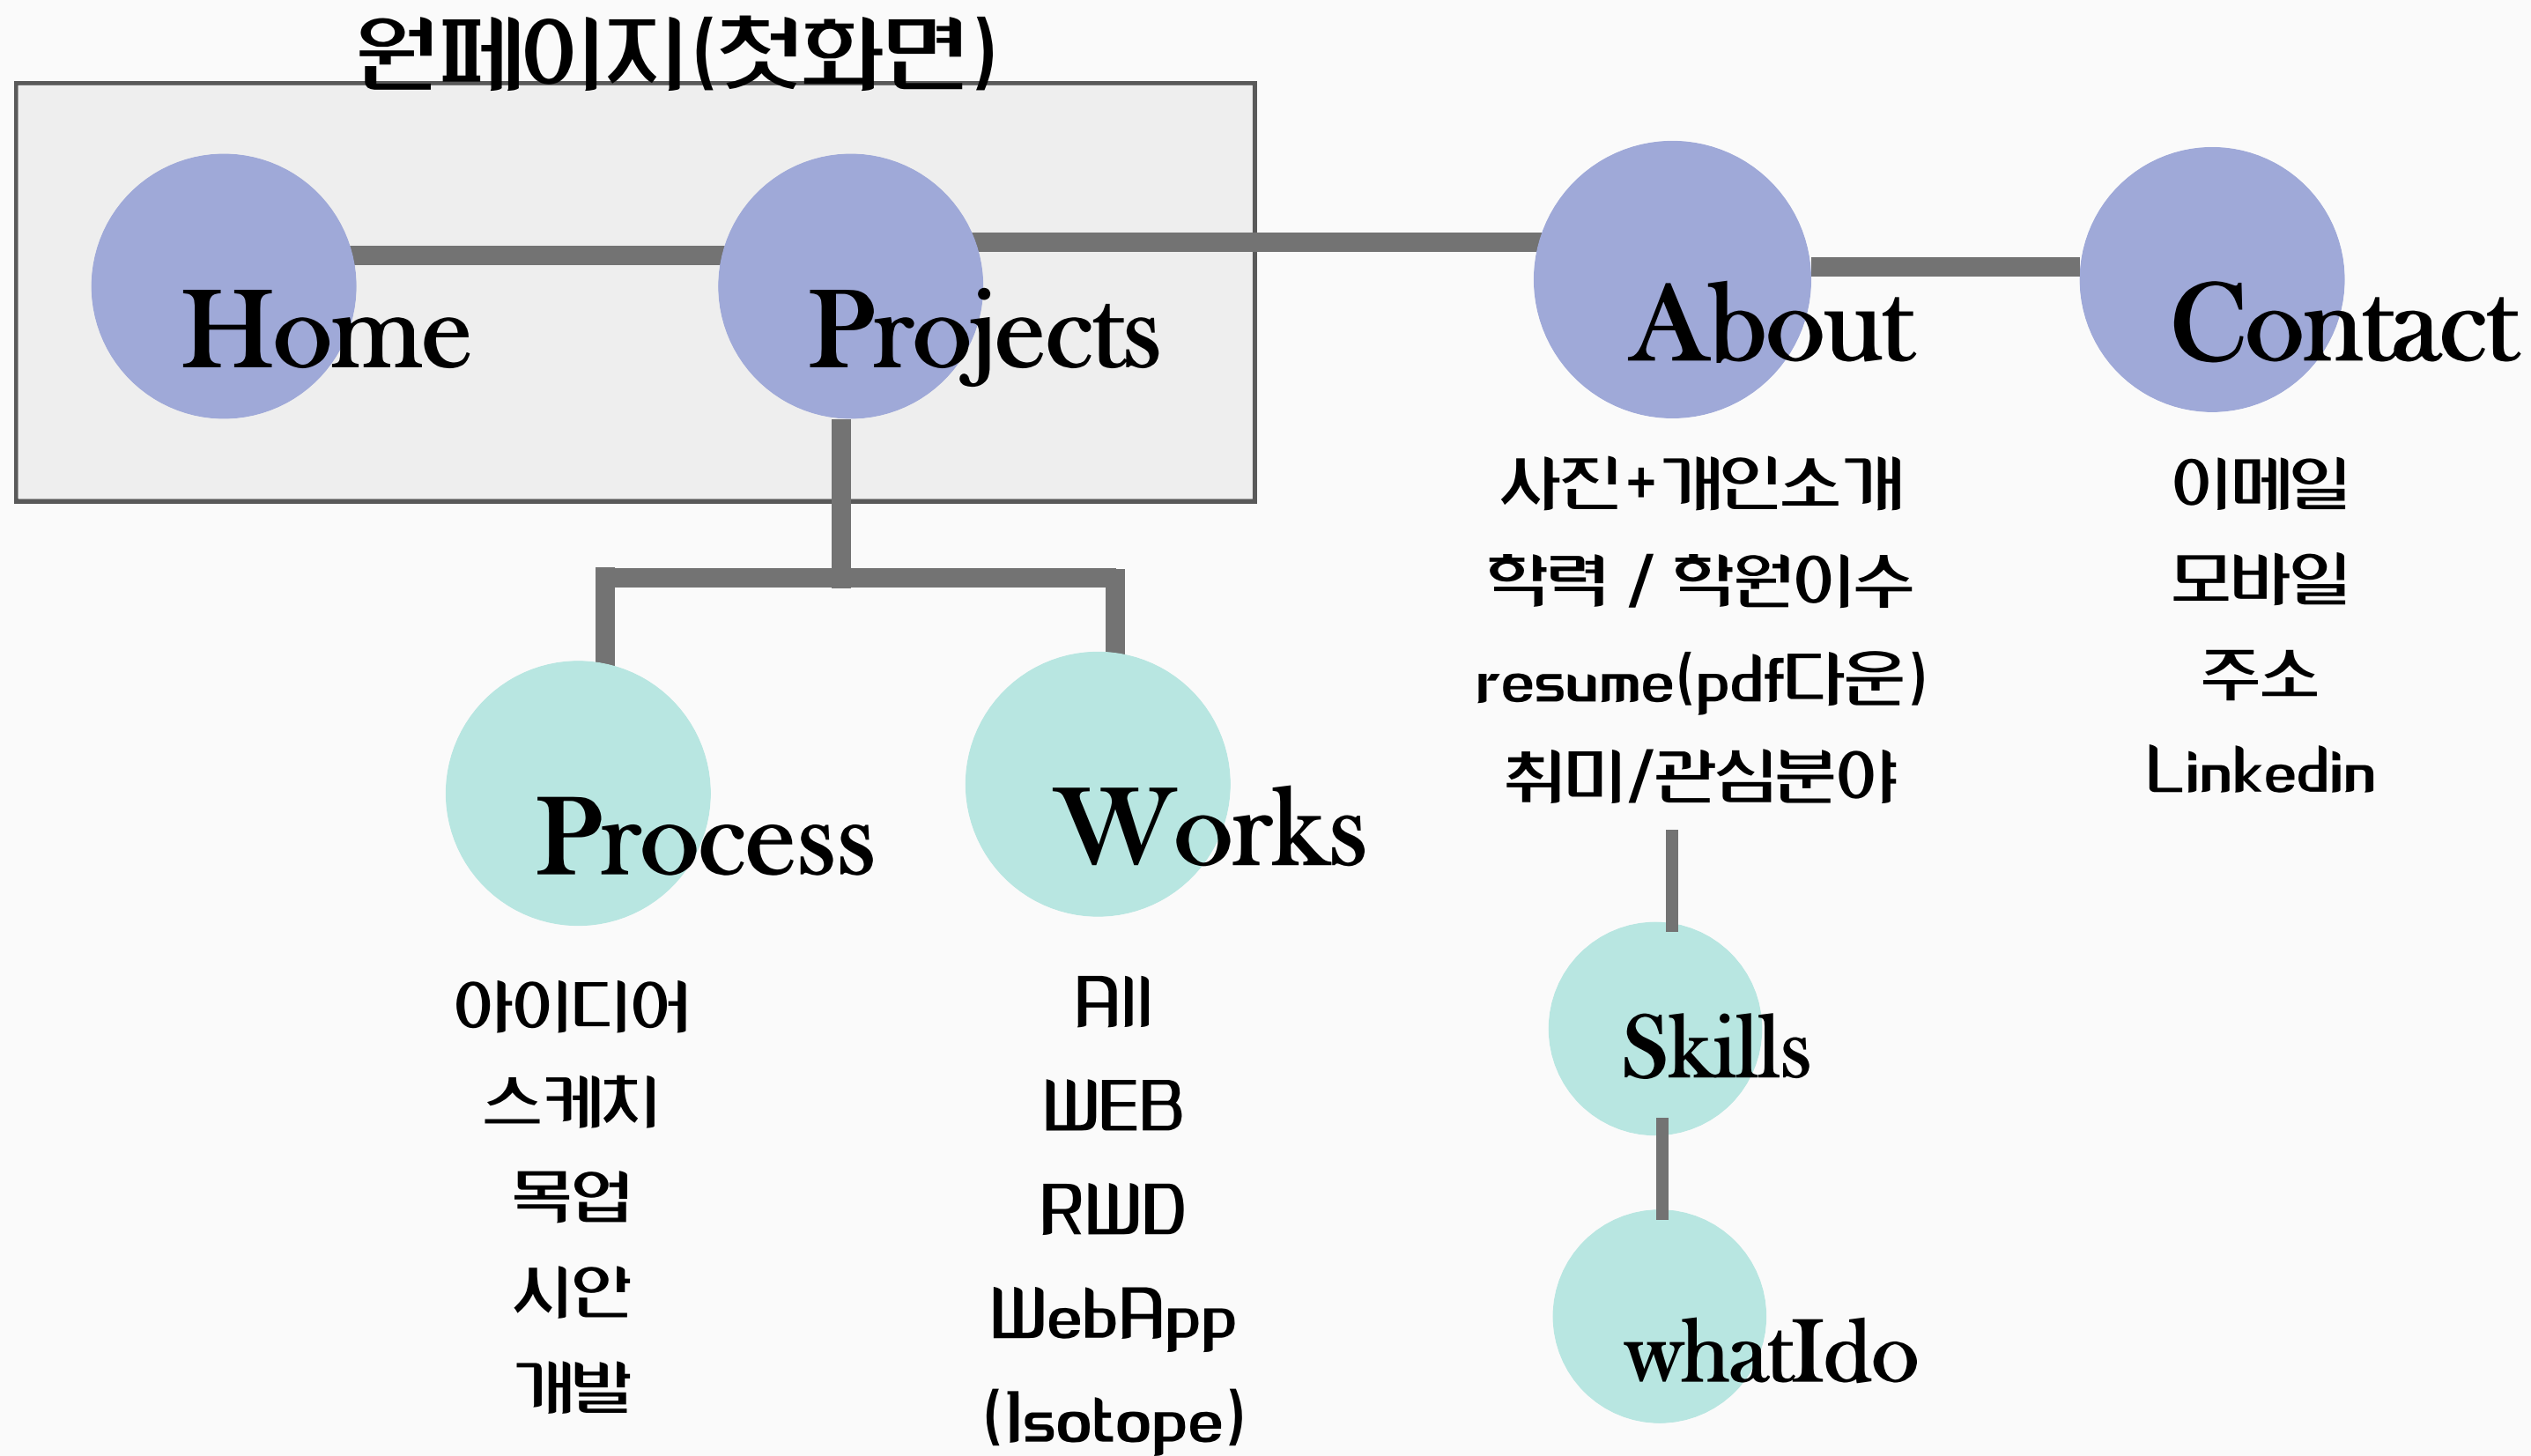 원페이지(첫화면)
Home
Projects
About
Contact
사진+개인소개
학력 / 학원이수
resume(pdf다운)
취미/관심분야
이메일
모바일
주소
Linkedin
Process
Works
아이디어
스케치
목업
시안
개발
All
WEB
RWD
WebApp
(Isotope)
Skills
whatIdo